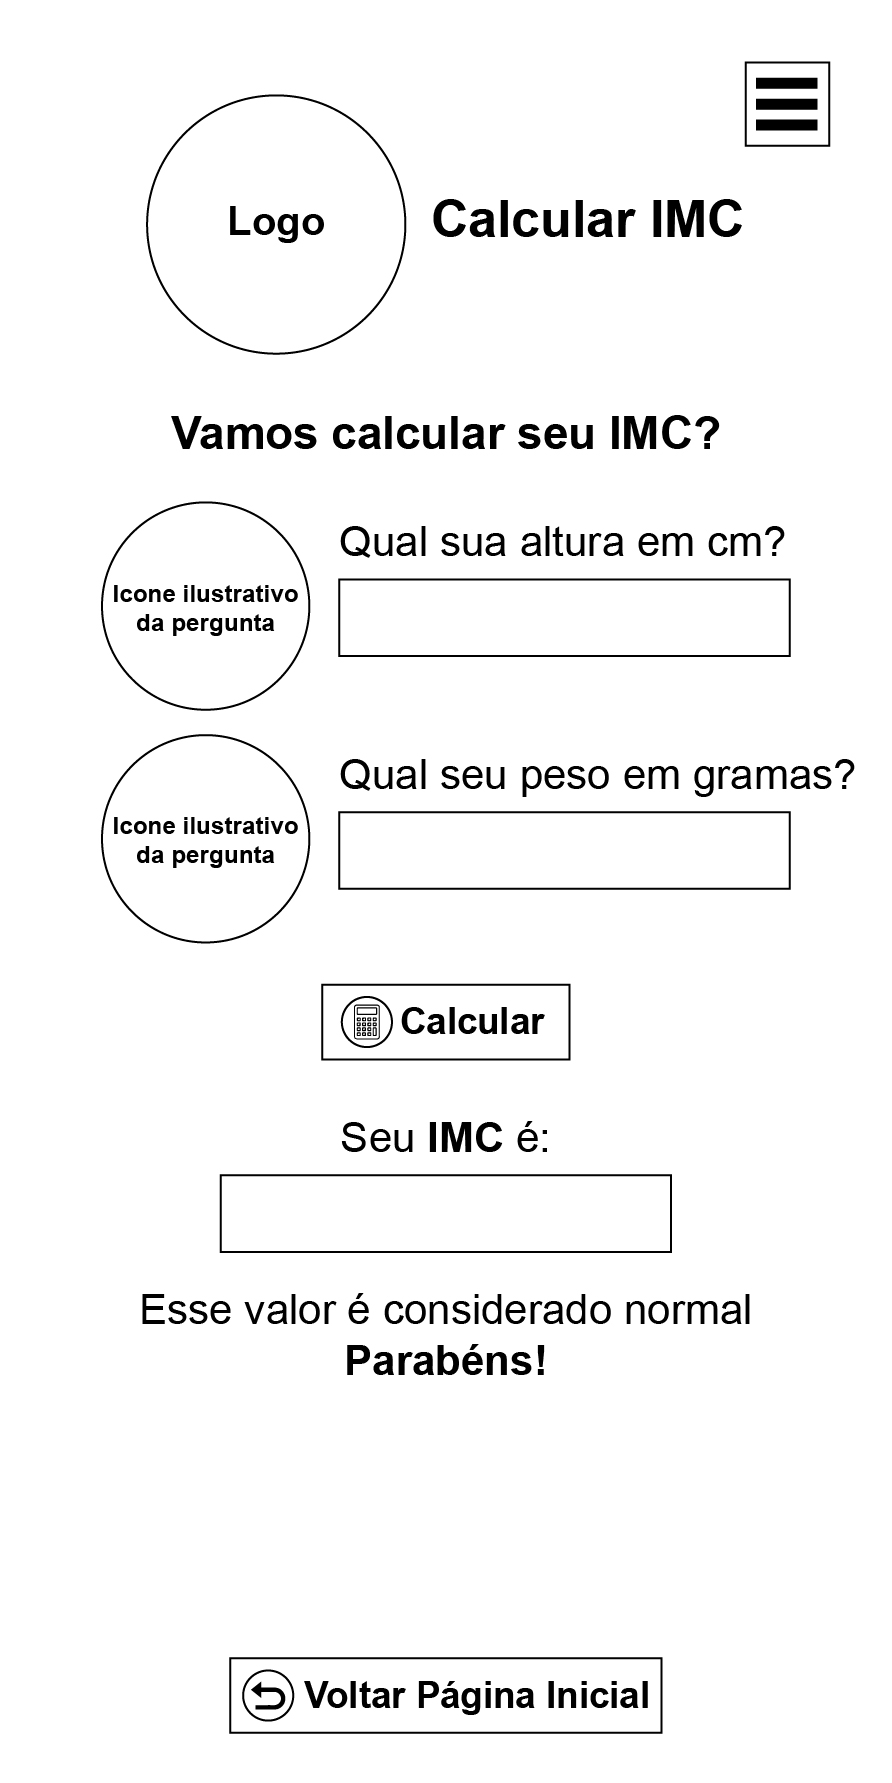 Logo
Calcular IMC
Vamos calcular seu IMC?
Icone ilustrativo
da pergunta
Qual sua altura em cm?
Icone ilustrativo
da pergunta
Qual seu peso em gramas?
Calcular
Seu IMC é:
Esse valor é considerado normal
Parabéns!
Voltar Página Inicial